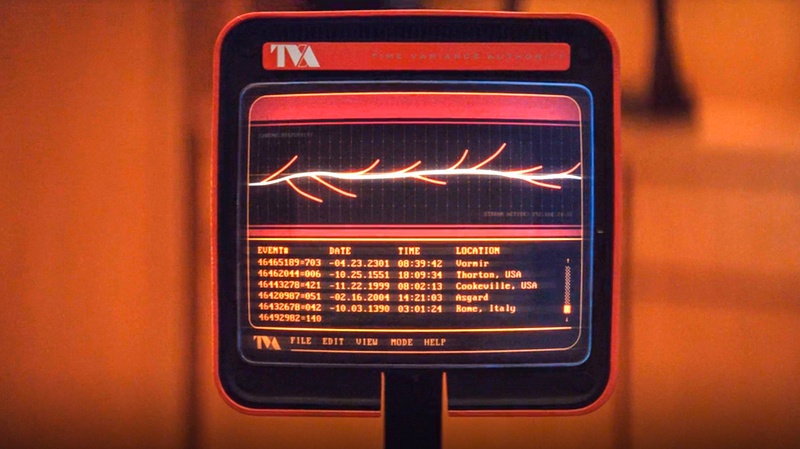 TVA TIME VARIANCE AUTHORITY
EVENT# DATE TIME LOCATION
46465189=703 -04.23.2301 08:39:42 Vormir
46462044=006 -10.25.1551 18:09:34 Thorton, USA
46443278=421 -11.22.1999 08:02:13 Cookeville, USA
46420987=051 -02.16.2004 14:21:03 Asgard
46432678=042 -10.03.1390 03:01:24 Rome, Italy
46492982=140
TVA FILE EDIT VIEW MODE HELP